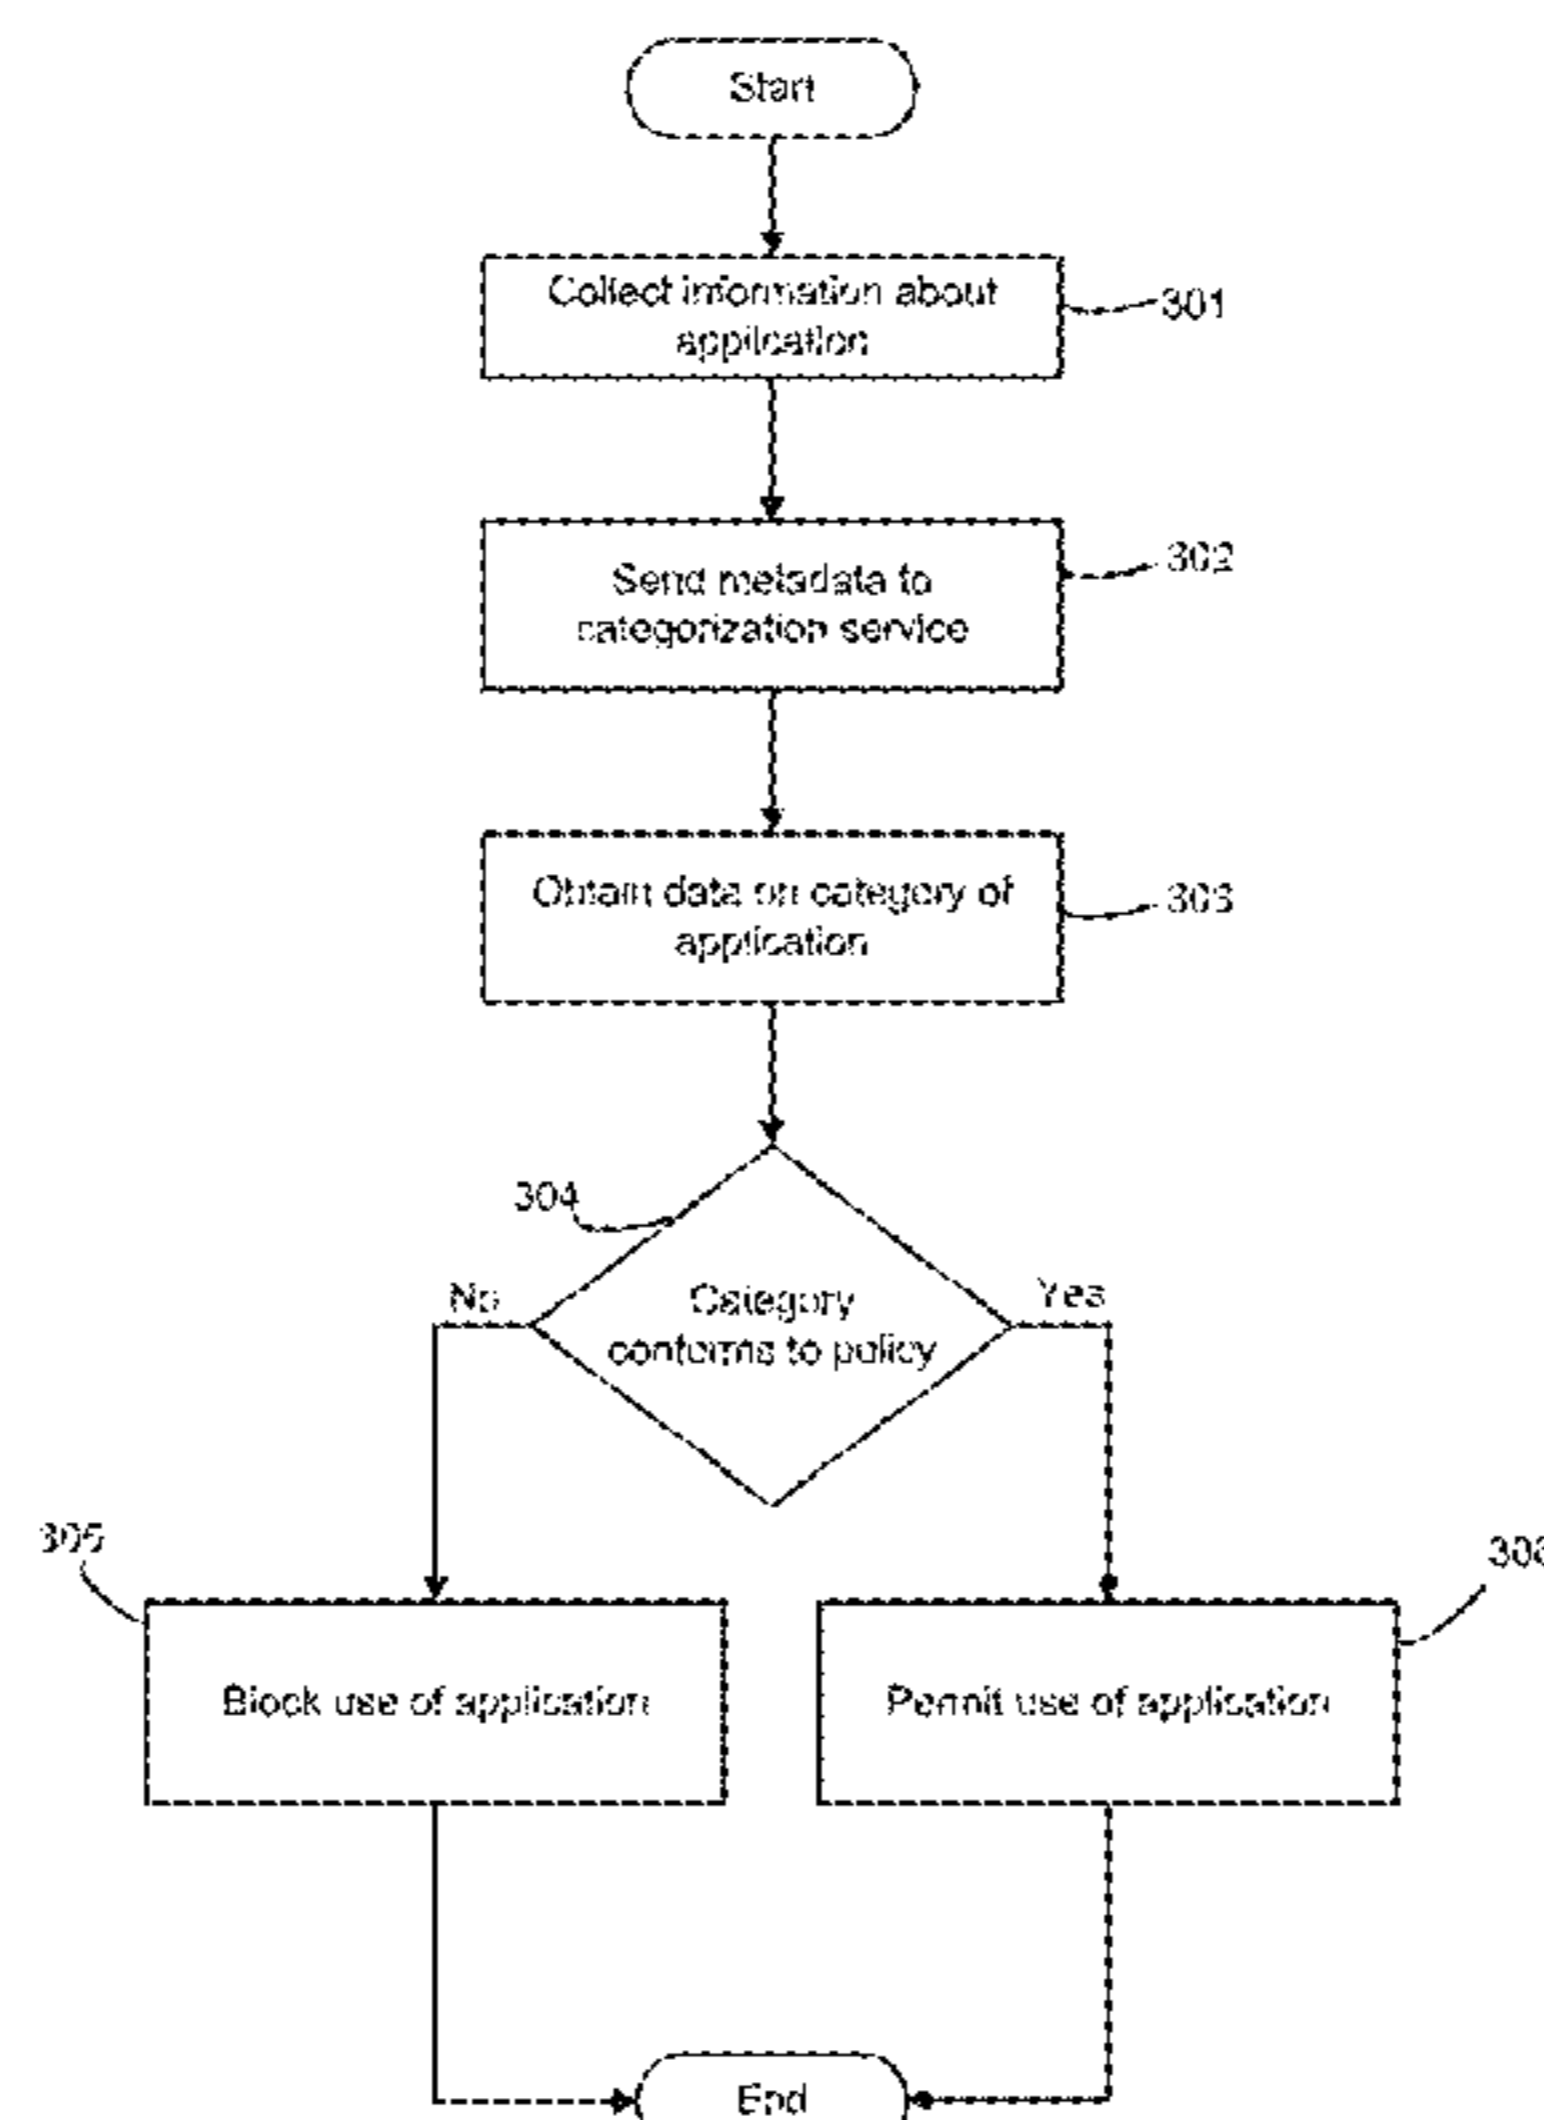 Start
Collect information about
application
301
Send metadata to
categorization service
302
Obtain data on category of
application
303
304
No
Category
conforms to policy
Yes
305
Block use of application
Permit use of application
End